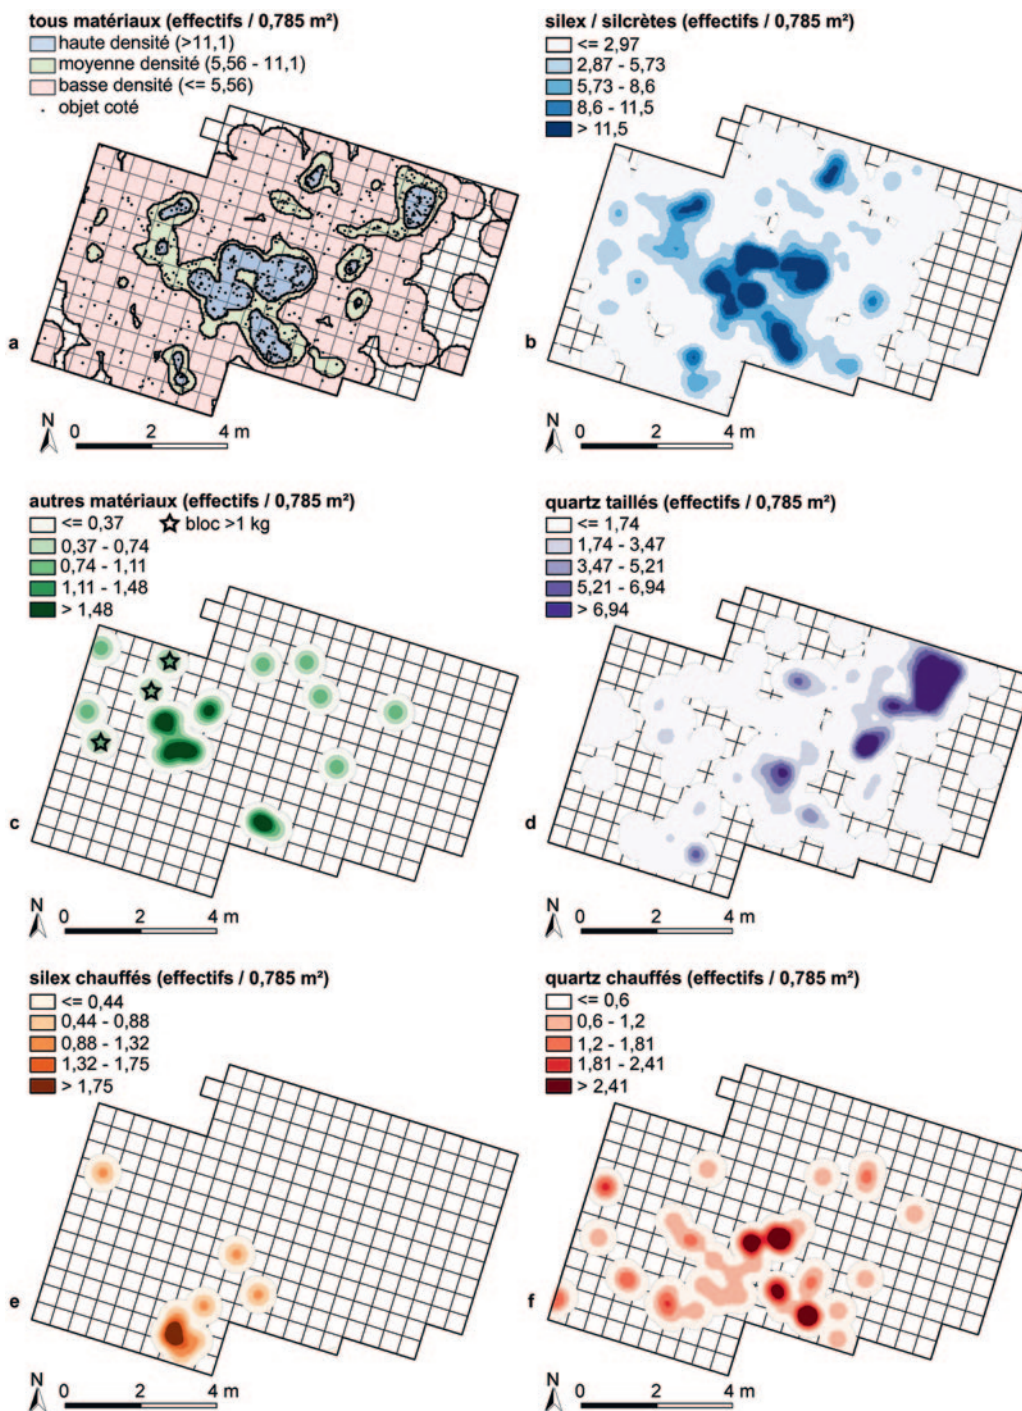 tous matériaux (effectifs / 0,785 m²)
haute densité (>11,1)
moyenne densité (5,56 - 11,1)
basse densité (<= 5,56)
objet coté
a
N
0 2 4 m
silex / silcrètes (effectifs / 0,785 m²)
<= 2,97
2,87 - 5,73
5,73 - 8,6
8,6 - 11,5
> 11,5
b
N
0 2 4 m
autres matériaux (effectifs / 0,785 m²)
<= 0,37 bloc >1 kg
0,37 - 0,74
0,74 - 1,11
1,11 - 1,48
> 1,48
c
N
0 2 4 m
quartz taillés (effectifs / 0,785 m²)
<= 1,74
1,74 - 3,47
3,47 - 5,21
5,21 - 6,94
> 6,94
d
N
0 2 4 m
silex chauffés (effectifs / 0,785 m²)
<= 0,44
0,44 - 0,88
0,88 - 1,32
1,32 - 1,75
> 1,75
e
N
0 2 4 m
quartz chauffés (effectifs / 0,785 m²)
<= 0,6
0,6 - 1,2
1,2 - 1,81
1,81 - 2,41
> 2,41
f
N
0 2 4 m